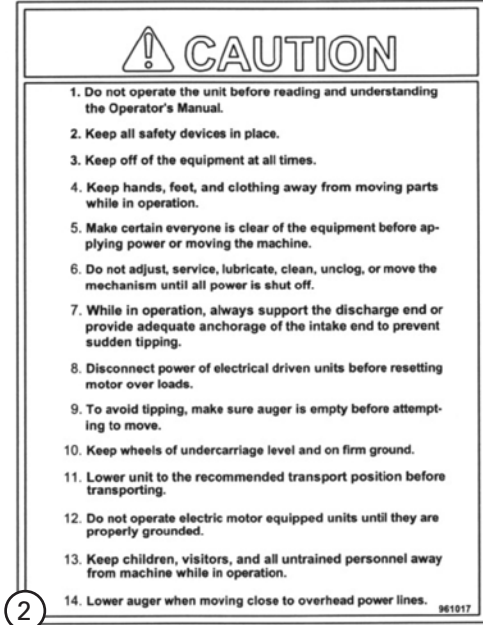 CAUTION
1. Do not operate the unit before reading and understanding
the Operator's Manual.
2. Keep all safety devices in place.
3. Keep off of the equipment at all times.
4. Keep hands, feet, and clothing away from moving parts
while in operation.
5. Make certain everyone is clear of the equipment before ap-
plying power or moving the machine.
6. Do not adjust, service, lubricate, clean, unclog, or move the
mechanism until all power is shut off.
7. While in operation, always support the discharge end or
provide adequate anchorage of the intake end to prevent
sudden tipping.
8. Disconnect power of electrical driven units before resetting
motor over loads.
9. To avoid tipping, make sure auger is empty before attempt-
ing to move.
10. Keep wheels of undercarriage level and on firm ground.
11. Lower unit to the recommended transport position before
transporting.
12. Do not operate electric motor equipped units until they are
properly grounded.
13. Keep children, visitors, and all untrained personnel away
from machine while in operation.
14. Lower auger when moving close to overhead power lines.
961017
2